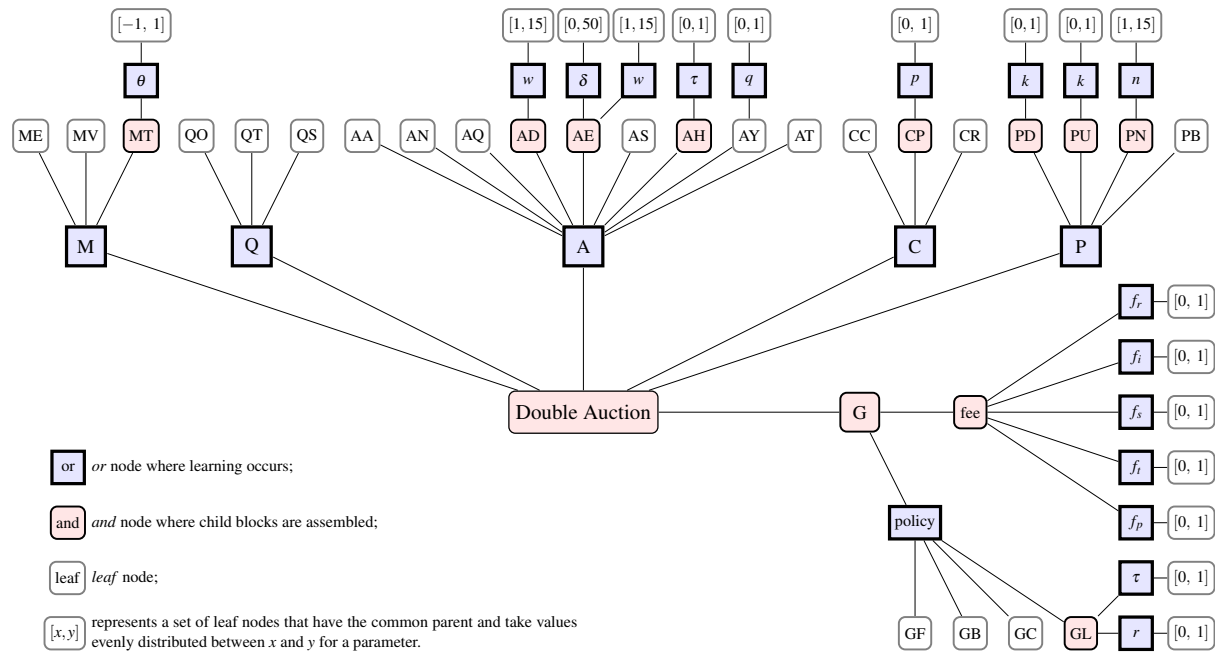 [−1, 1] [1,15] [0,50] [1,15] [0,1] [0,1] [0, 1] [0,1] [0,1] [1,15]
θ w δ w τ q p k k n
ME MV MT QO QT QS AA AN AQ AD AE AS AH AY AT CC CP CR PD PU PN PB
M Q A C P
f_r [0, 1]
f_i [0, 1]
Double Auction G fee f_s [0, 1]
or or node where learning occurs;
f_t [0, 1]
and and node where child blocks are assembled;
policy f_p [0, 1]
leaf leaf node;
τ [0, 1]
[x,y] represents a set of leaf nodes that have the common parent and take values
evenly distributed between x and y for a parameter.
GF GB GC GL r [0, 1]